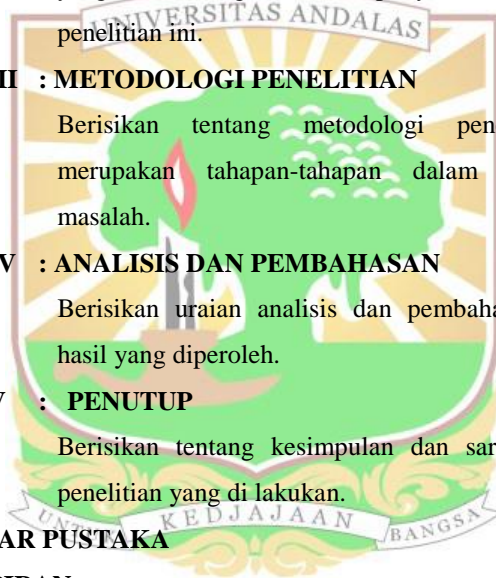 UNIVERSITAS ANDALAS
penelitian ini.
II : METODOLOGI PENELITIAN
Berisikan tentang metodologi pen
merupakan tahapan-tahapan dalam
masalah.
V : ANALISIS DAN PEMBAHASAN
Berisikan uraian analisis dan pembaha
hasil yang diperoleh.
V : PENUTUP
Berisikan tentang kesimpulan dan sar
penelitian yang di lakukan.
UNTUK KEDJAJAAN BANGSA
AR PUSTAKA